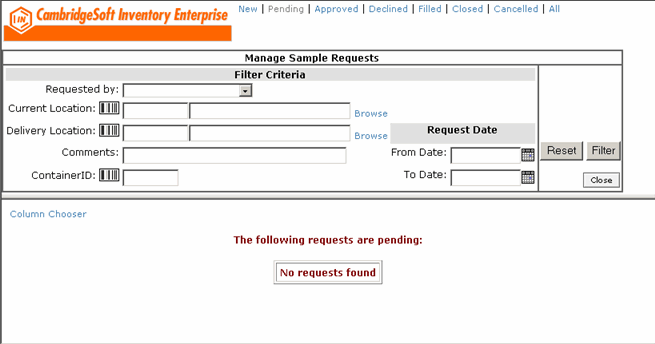 IN CambridgeSoft Inventory Enterprise
New | Pending | Approved | Declined | Filled | Closed | Cancelled | All
Manage Sample Requests
Filter Criteria
Requested by:
Current Location: Browse
Delivery Location: Browse Request Date
Comments: From Date: Reset Filter
ContainerID: To Date: Close
Column Chooser
The following requests are pending:
No requests found